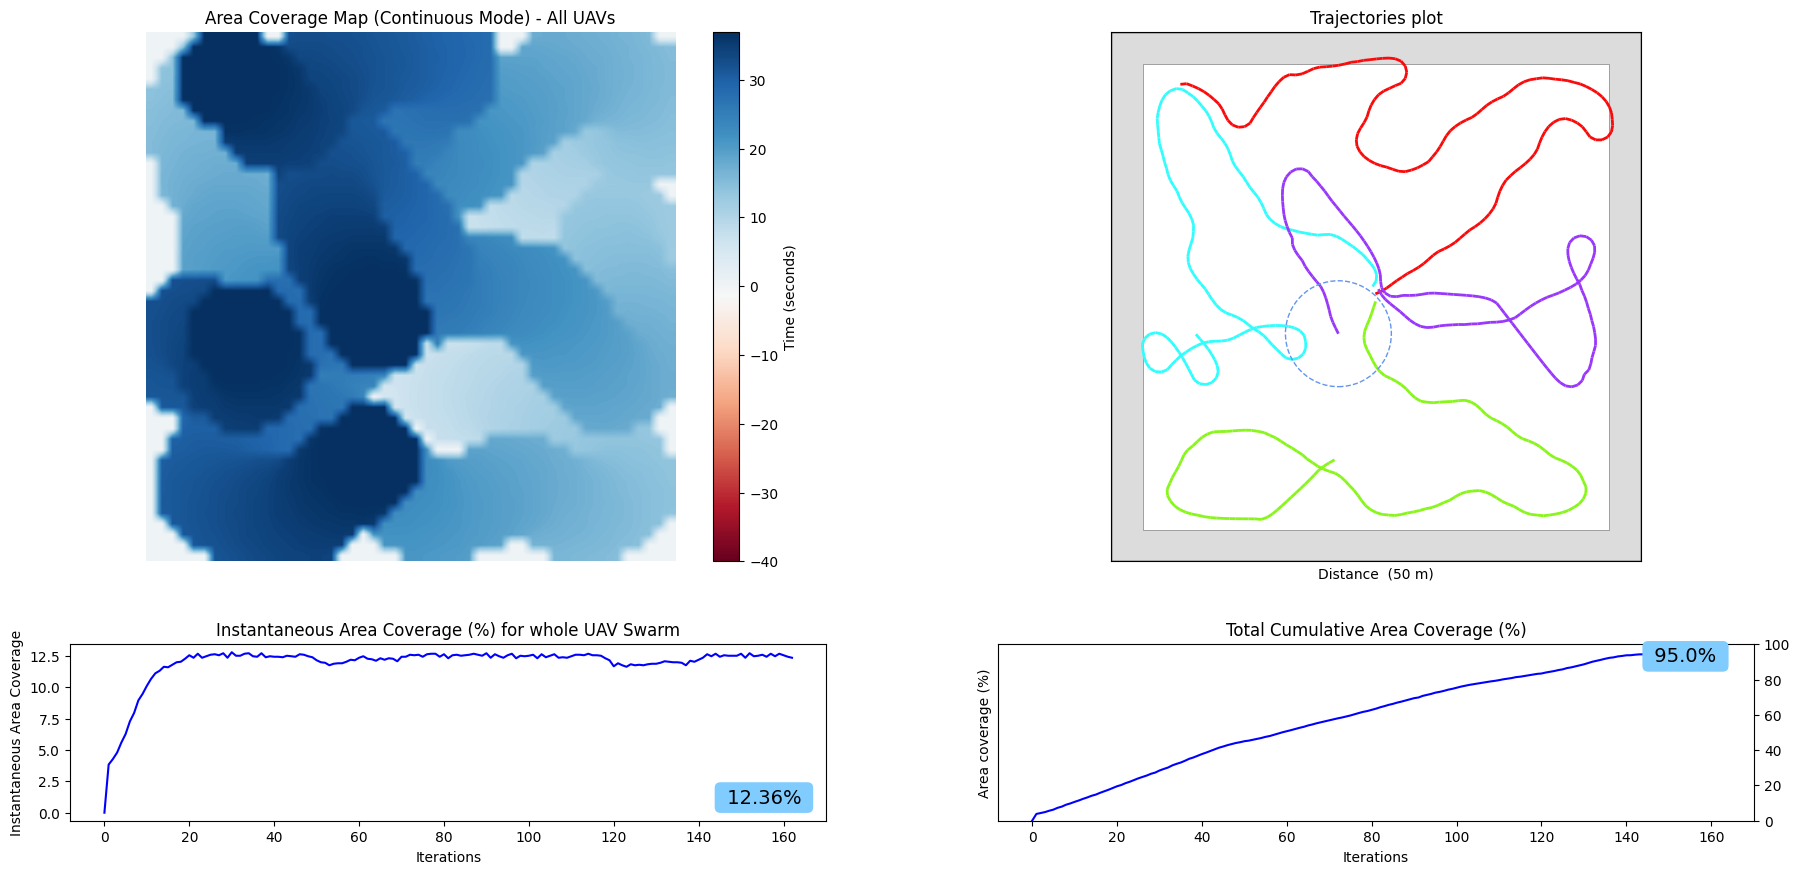 Area Coverage Map (Continuous Mode) - All UAVs
30
20
10
0
−10
−20
−30
−40
Time (seconds)
Trajectories plot
Distance  (50 m)
Instantaneous Area Coverage (%) for whole UAV Swarm
Instantaneous Area Coverage
12.5
10.0
7.5
5.0
2.5
0.0
12.36%
0 20 40 60 80 100 120 140 160
Iterations
Total Cumulative Area Coverage (%)
Area coverage (%)
95.0%
100
80
60
40
20
0
0 20 40 60 80 100 120 140 160
Iterations